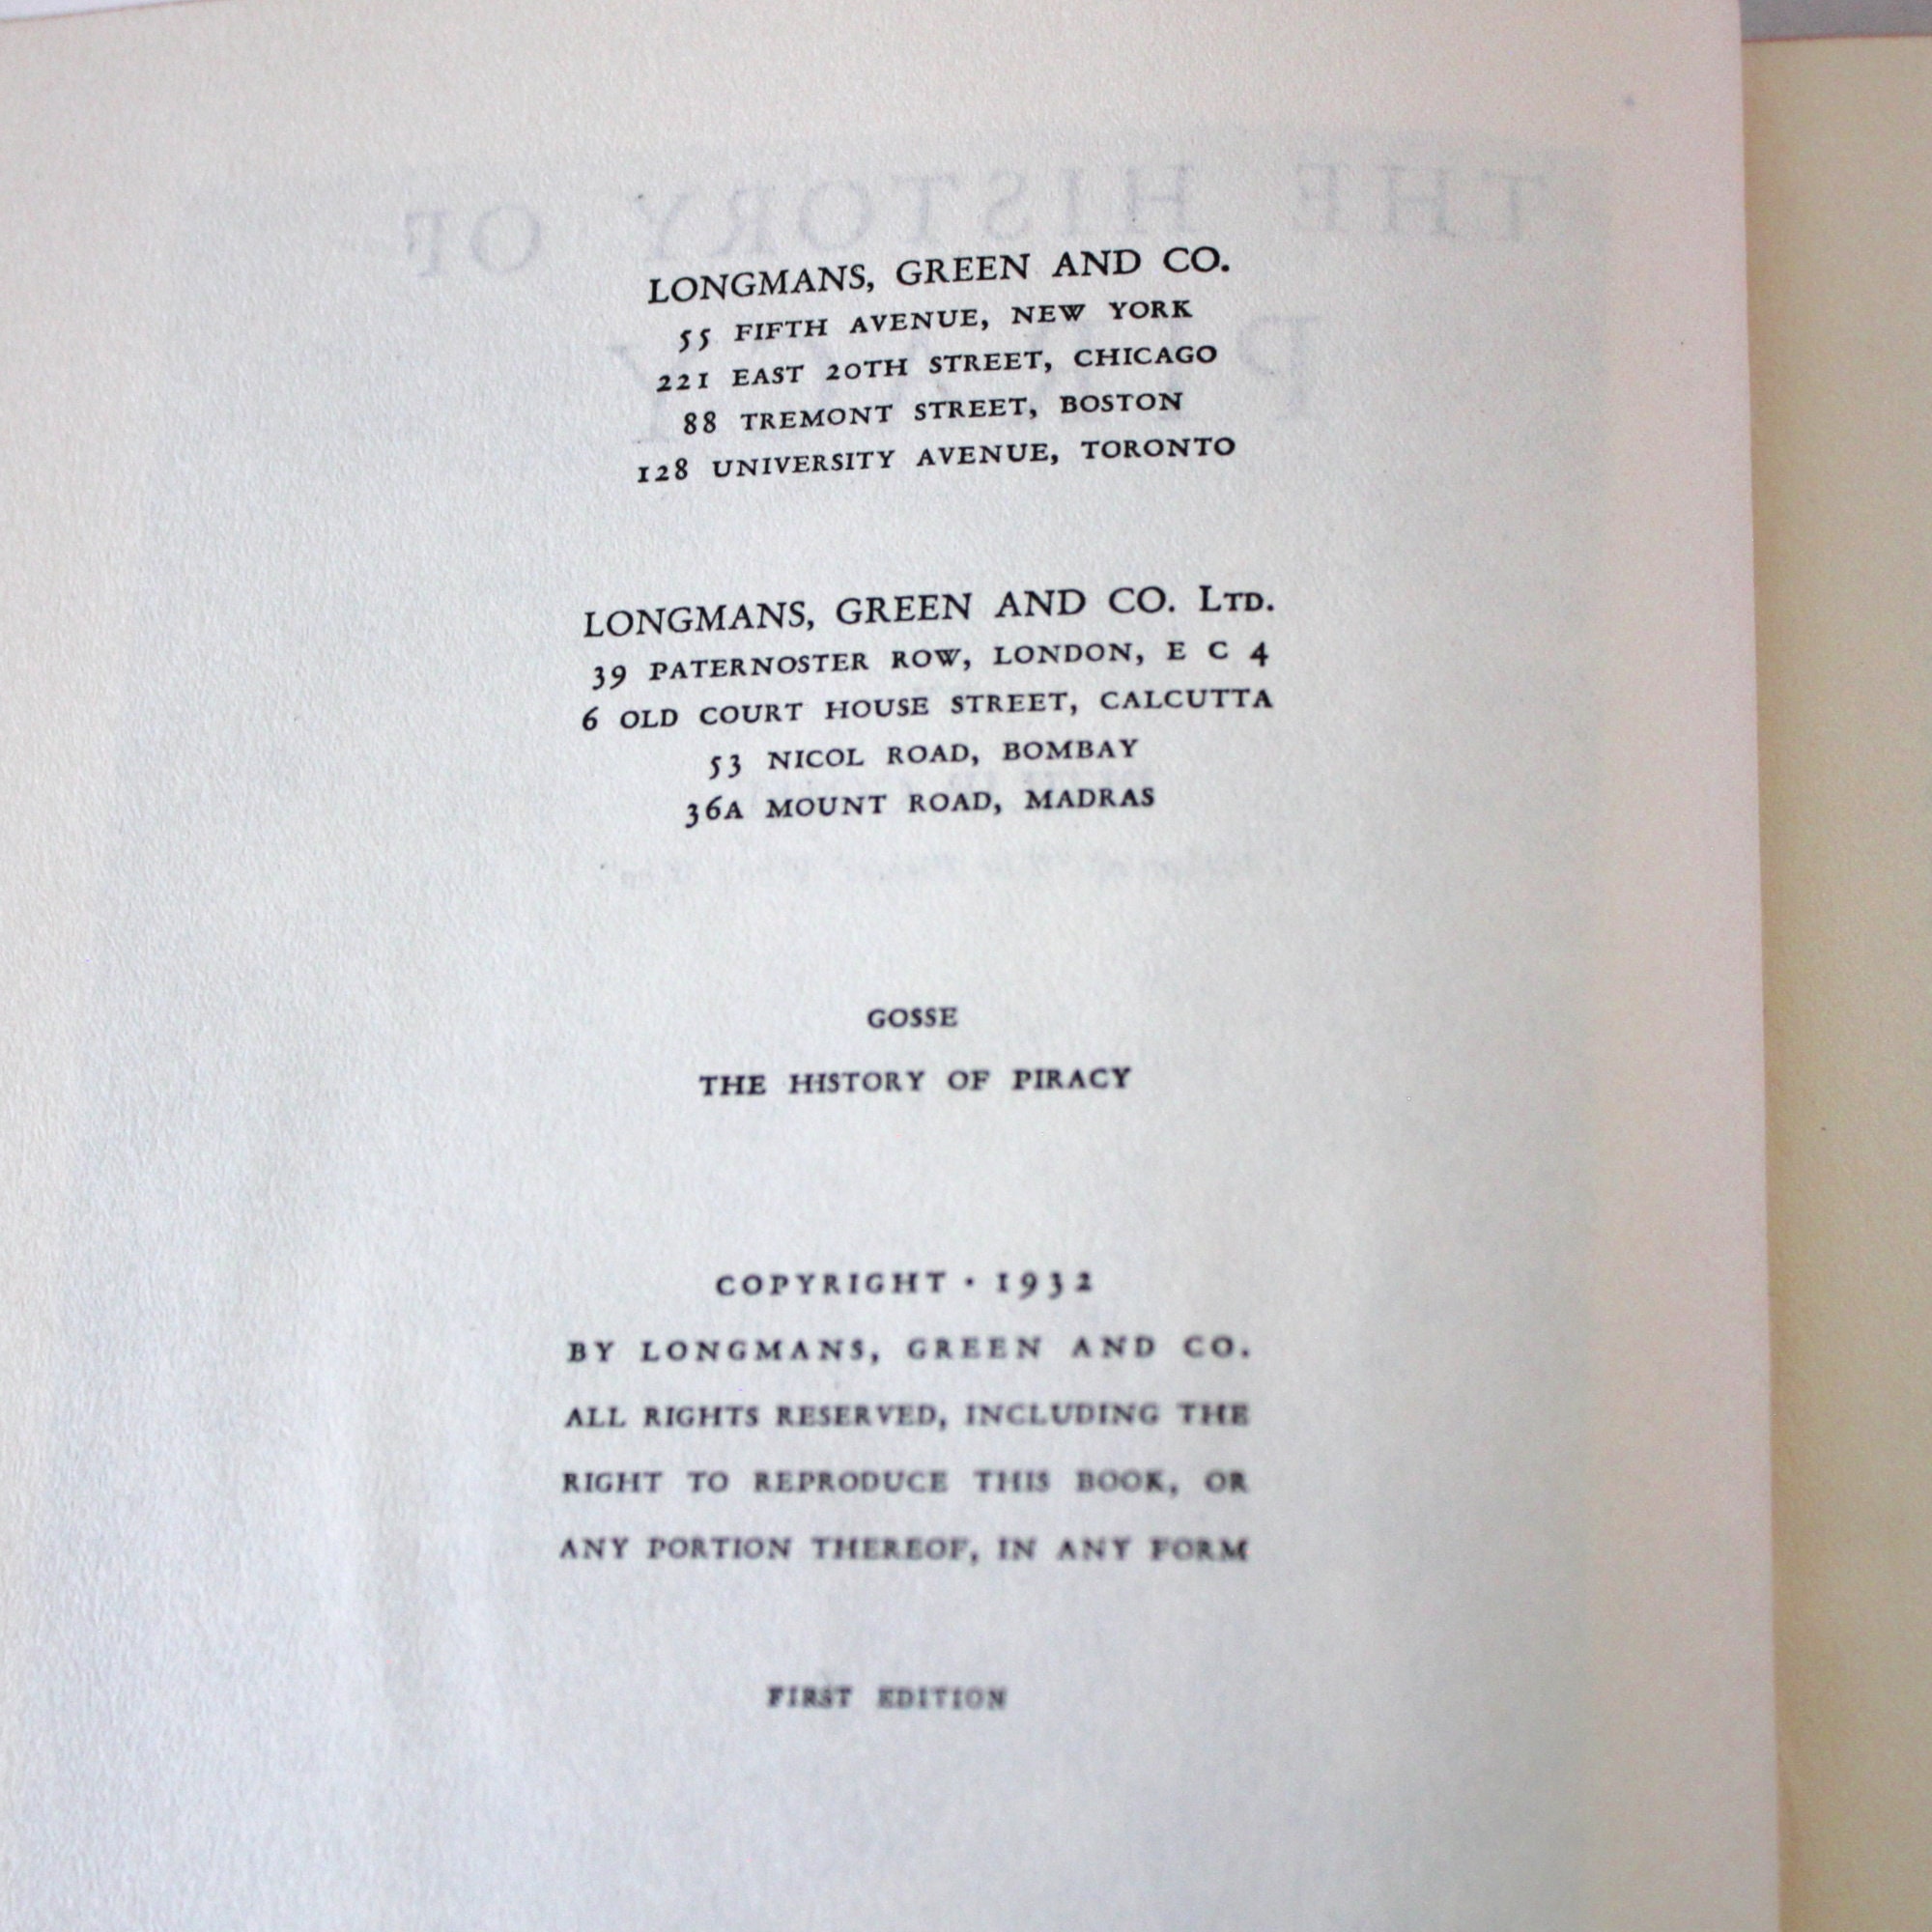 THE HISTORY OF
LONGMANS, GREEN AND CO.
55 FIFTH AVENUE, NEW YORK
221 EAST 20TH STREET, CHICAGO
88 TREMONT STREET, BOSTON
128 UNIVERSITY AVENUE, TORONTO
LONGMANS, GREEN AND CO. LTD.
39 PATERNOSTER ROW, LONDON, E C 4
6 OLD COURT HOUSE STREET, CALCUTTA
53 NICOL ROAD, BOMBAY
36A MOUNT ROAD, MADRAS
GOSSE
THE HISTORY OF PIRACY
COPYRIGHT · 1932
BY LONGMANS, GREEN AND CO.
ALL RIGHTS RESERVED, INCLUDING THE
RIGHT TO REPRODUCE THIS BOOK, OR
ANY PORTION THEREOF, IN ANY FORM
FIRST EDITION